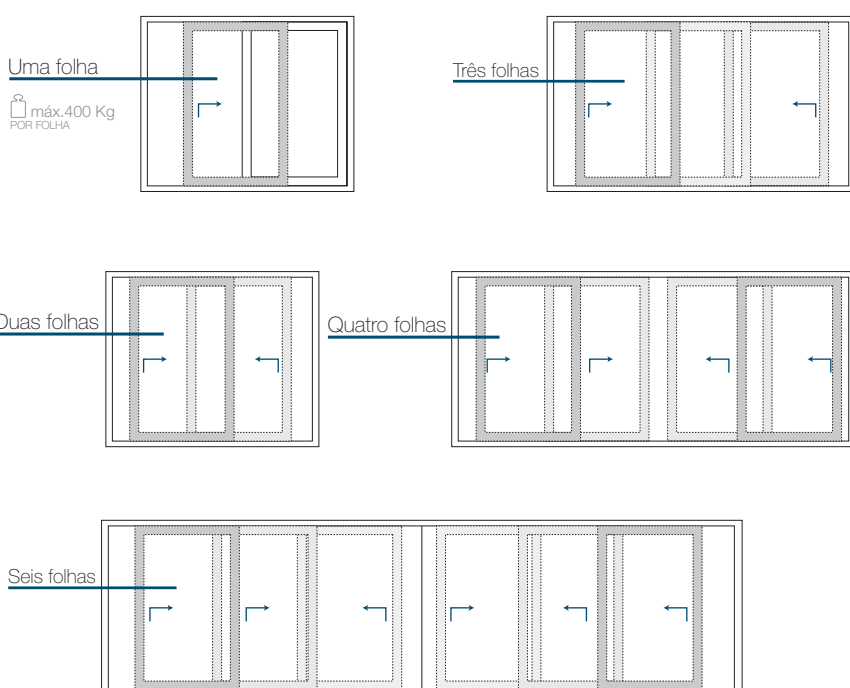 Uma folha
máx.400 Kg
POR FOLHA
Três folhas
Duas folhas
Quatro folhas
Seis folhas